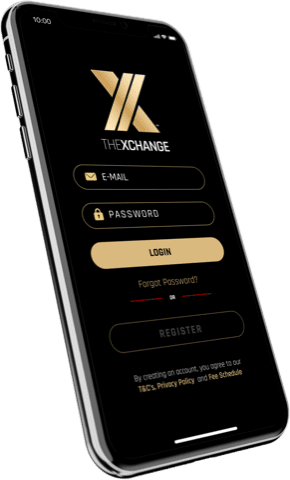 10:00
THEXCHANGE
E-MAIL
PASSWORD
LOGIN
Forgot Password?
OR
REGISTER
By creating an account, you agree to our
T&C's, Privacy Policy and Fee Schedule